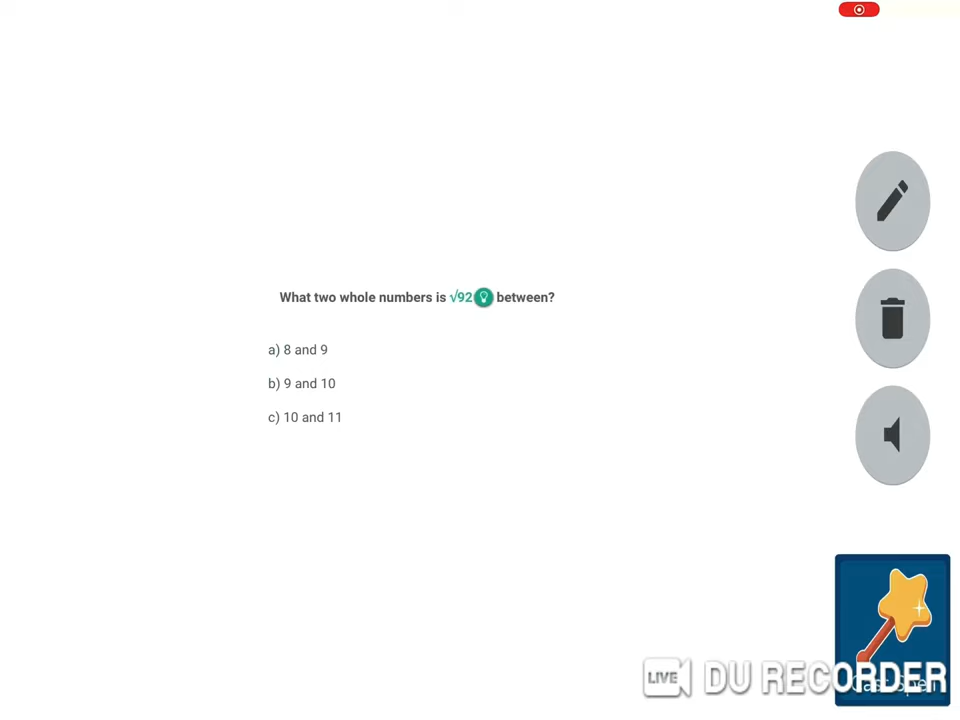 What two whole numbers is √92 between?
a) 8 and 9
b) 9 and 10
c) 10 and 11
LIVE DU RECORDER